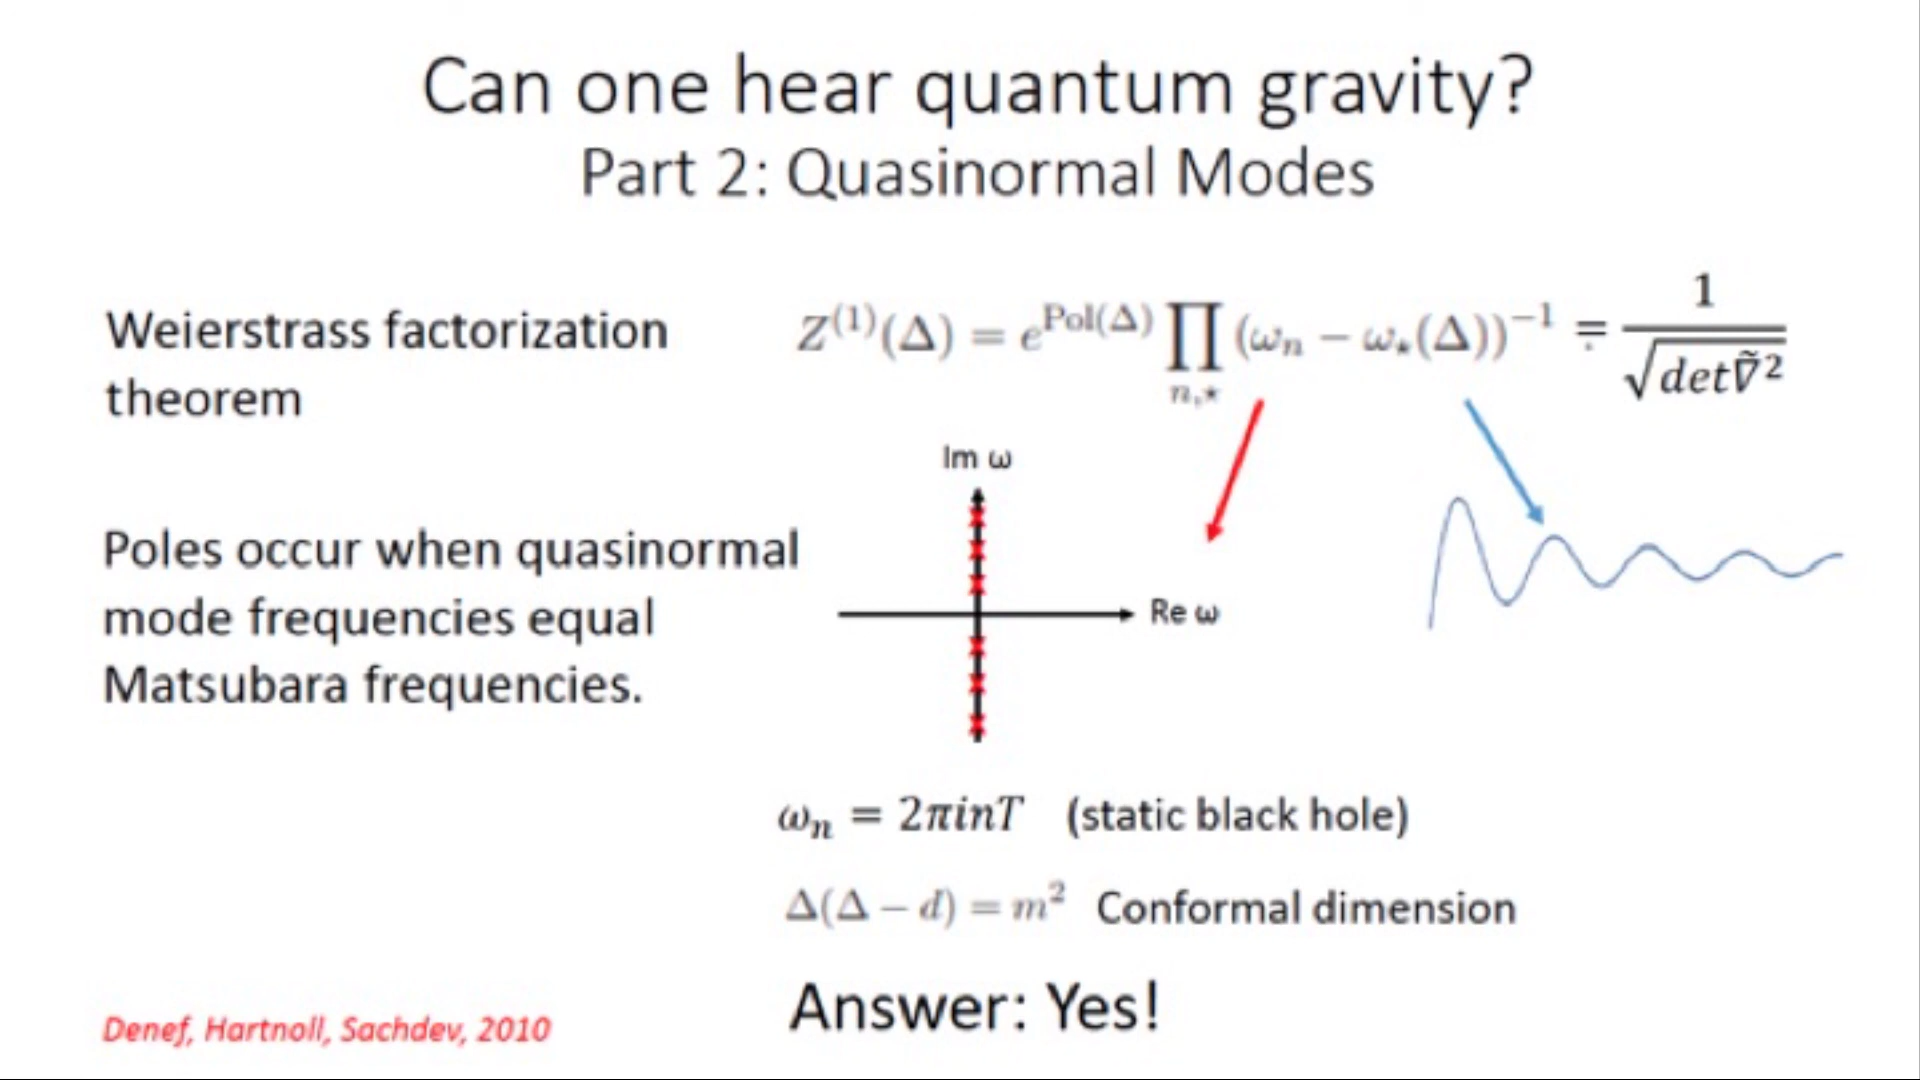 Can one hear quantum gravity?
Part 2: Quasinormal Modes
Weierstrass factorization
theorem
Z^{(1)}(Δ) = e^{Pol(Δ)} ∏_{n,⋆} (ω_n − ω_⋆(Δ))^{−1} = 1/√(det ∇̃²)
Im ω
Poles occur when quasinormal
mode frequencies equal
Matsubara frequencies.
Re ω
ω_n = 2πinT (static black hole)
Δ(Δ − d) = m² Conformal dimension
Answer: Yes!
Denef, Hartnoll, Sachdev, 2010